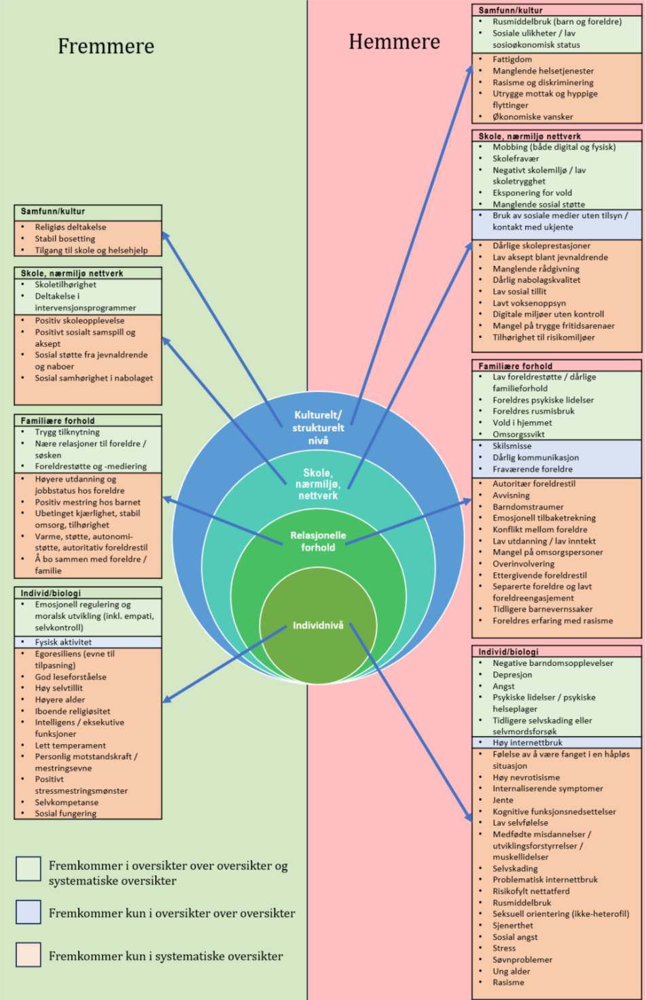 Fremmere
Samfunn/kultur
• Religiøs deltakelse
• Stabil bosetting
• Tilgang til skole og helsehjelp
Skole, nærmiljø nettverk
• Skoletilhørighet
• Deltakelse i
intervensjonsprogrammer
• Positiv skoleopplevelse
• Positivt sosialt samspill og
aksept
• Sosial støtte fra jevnaldrende
og naboer
• Sosial samhørighet i nabolaget
Familiære forhold
• Trygg tilknytning
• Nære relasjoner til foreldre /
søsken
• Foreldrestøtte og -mediering
• Høyere utdanning og
jobbstatus hos foreldre
• Positiv mestring hos barnet
• Ubetinget kjærlighet, stabil
omsorg, tilhørighet
• Varme, støtte, autonomi-
støtte, autoritativ foreldrestil
• Å bo sammen med foreldre /
familie
Individ/biologi
• Emosjonell regulering og
moralsk utvikling (inkl. empati,
selvkontroll)
• Fysisk aktivitet
• Egoresiliens (evne til
tilpasning)
• God leseforståelse
• Høy selvtillit
• Høyere alder
• Iboende religiøsitet
• Intelligens / eksekutive
funksjoner
• Lett temperament
• Personlig motstandskraft /
mestringsevne
• Positivt
stressmestringsmønster
• Selvkompetanse
• Sosial fungering
Kulturelt/
strukturelt
nivå
Skole,
nærmiljø,
nettverk
Relasjonelle
forhold
Individnivå
Hemmere
Samfunn/kultur
• Rusmiddelbruk (barn og foreldre)
• Sosiale ulikheter / lav
sosioøkonomisk status
• Fattigdom
• Manglende helsetjenester
• Rasisme og diskriminering
• Utrygge mottak og hyppige
flyttinger
• Økonomiske vansker
Skole, nærmiljø nettverk
• Mobbing (både digital og fysisk)
• Skolefravær
• Negativt skolemiljø / lav
skoletrygghet
• Eksponering for vold
• Manglende sosial støtte
• Bruk av sosiale medier uten tilsyn /
kontakt med ukjente
• Dårlige skoleprestasjoner
• Lav aksept blant jevnaldrende
• Manglende rådgivning
• Dårlig nabolagskvalitet
• Lav sosial tillit
• Lavt voksenoppsyn
• Digitale miljøer uten kontroll
• Mangel på trygge fritidsarenaer
• Tilhørighet til risikomiljøer
Familiære forhold
• Lav foreldrestøtte / dårlige
familieforhold
• Foreldres psykiske lidelser
• Foreldres rusmisbruk
• Vold i hjemmet
• Omsorgssvikt
• Skilsmisse
• Dårlig kommunikasjon
• Fraværende foreldre
• Autoritær foreldrestil
• Avvisning
• Barndomstraumer
• Emosjonell tilbaketrekning
• Konflikt mellom foreldre
• Lav utdanning / lav inntekt
• Mangel på omsorgspersoner
• Overinvolvering
• Ettergivende foreldrestil
• Separerte foreldre og lavt
foreldreengasjement
• Tidligere barnevernssaker
• Foreldres erfaring med rasisme
Individ/biologi
• Negative barndomsopplevelser
• Depresjon
• Angst
• Psykiske lidelser / psykiske
helseplager
• Tidligere selvskading eller
selvmordsforsøk
• Høy internettbruk
• Følelse av å være fanget i en håpløs
situasjon
• Høy nevrotisisme
• Internaliserende symptomer
• Jente
• Kognitive funksjonsnedsettelser
• Lav selvfølelse
• Medfødte misdannelser /
utviklingsforstyrrelser /
muskellidelser
• Selvskading
• Problematisk internettbruk
• Risikofylt nettatferd
• Rusmiddelbruk
• Seksuell orientering (ikke-heterofil)
• Sjenerthet
• Sosial angst
• Stress
• Søvnproblemer
• Ung alder
• Rasisme
Fremkommer i oversikter over oversikter og
systematiske oversikter
Fremkommer kun i oversikter over oversikter
Fremkommer kun i systematiske oversikter